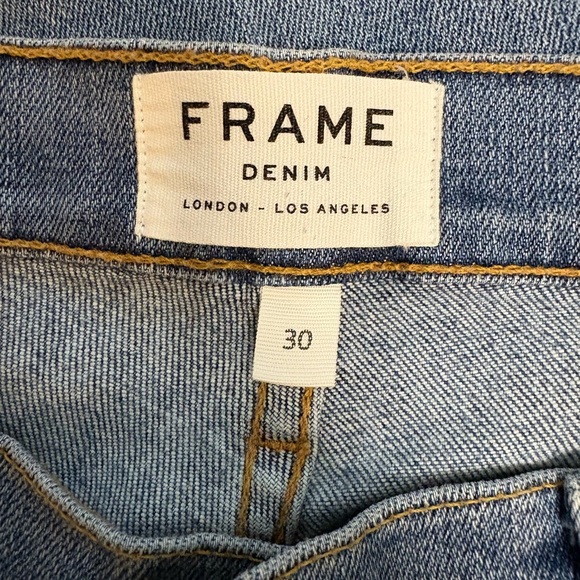 FRAME
DENIM
LONDON - LOS ANGELES
30